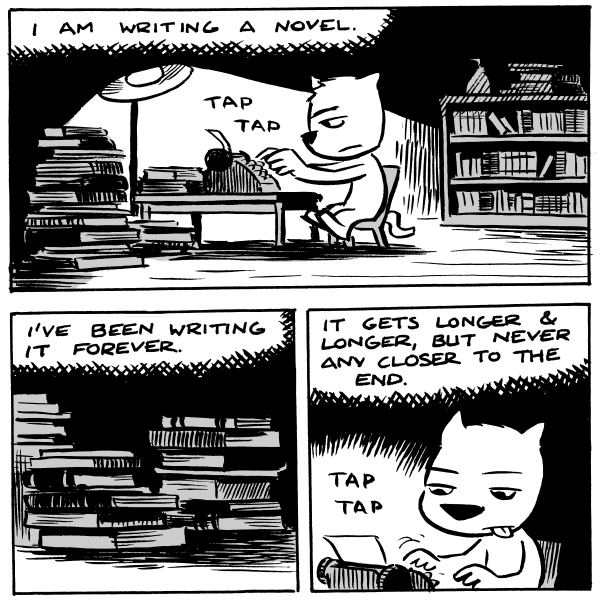 I AM WRITING A NOVEL.
TAP
TAP
I'VE BEEN WRITING
IT FOREVER.
IT GETS LONGER &
LONGER, BUT NEVER
ANY CLOSER TO THE
END.
TAP
TAP